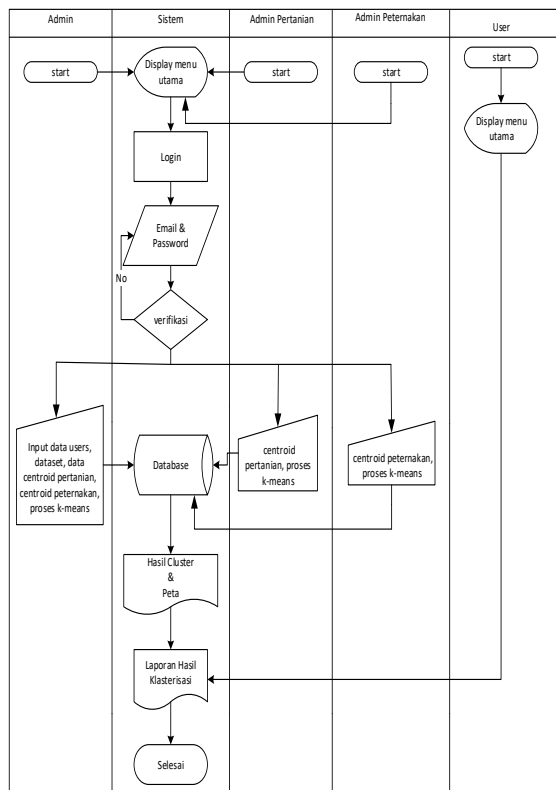 Admin
Sistem
Admin Pertanian
Admin Peternakan
User
start
Display menu
utama
start
start
start
Display menu
utama
Login
Email &
Password
No
verifikasi
Input data users,
dataset, data
centroid pertanian,
centroid peternakan,
proses k-means
Database
centroid
pertanian, proses
k-means
centroid peternakan,
proses k-means
Hasil Cluster
&
Peta
Laporan Hasil
Klasterisasi
Selesai